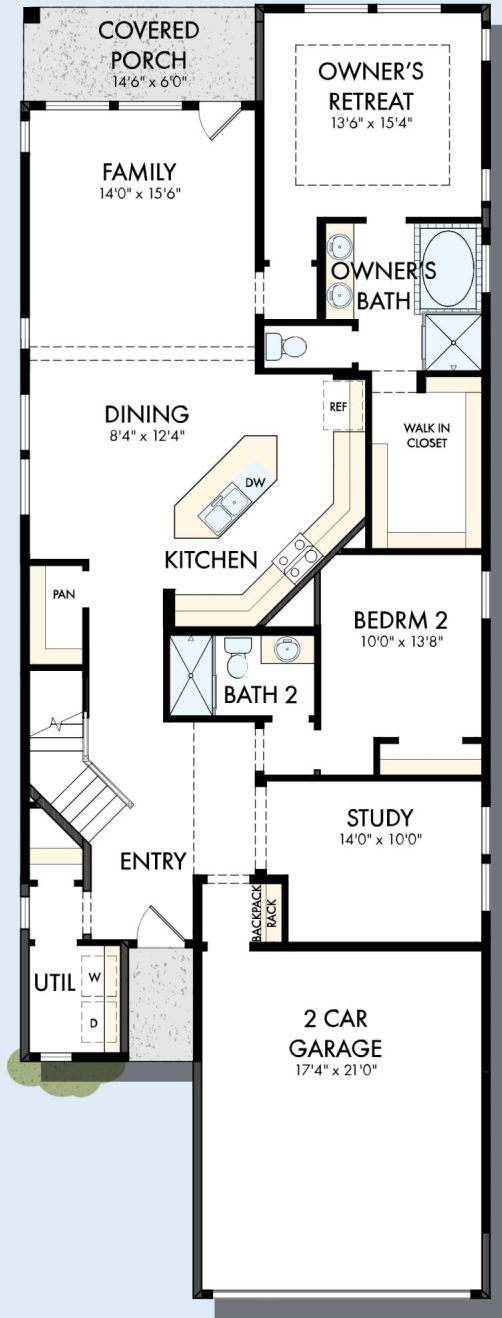 COVERED
PORCH
14'6" x 6'0"
OWNER'S
RETREAT
13'6" x 15'4"
FAMILY
14'0" x 15'6"
OWNER'S
BATH
DINING
8'4" x 12'4"
REF
WALK IN
CLOSET
DW
KITCHEN
PAN
BEDRM 2
10'0" x 13'8"
BATH 2
STUDY
14'0" x 10'0"
ENTRY
BACKPACK
RACK
UTIL
W
D
2 CAR
GARAGE
17'4" x 21'0"